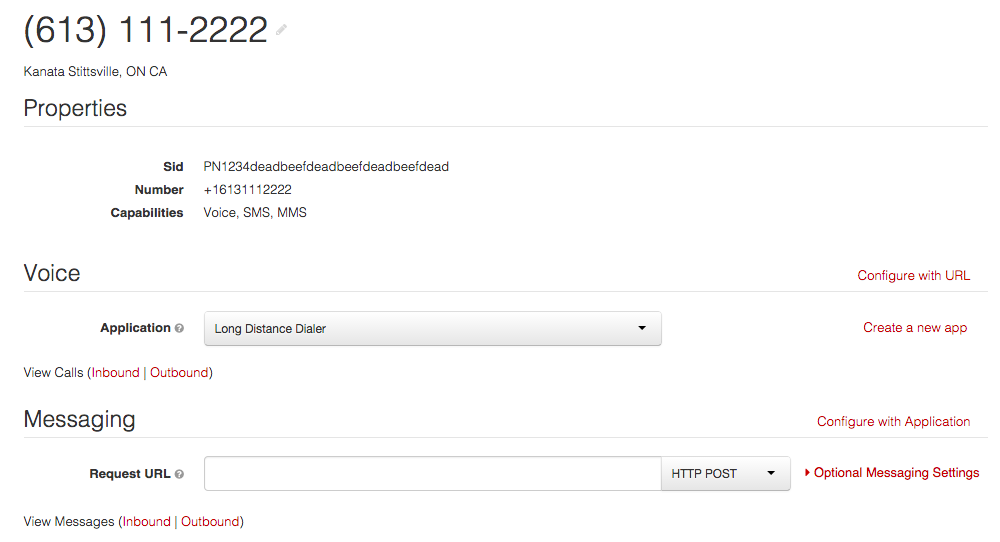 (613) 111-2222
Kanata Stittsville, ON CA
Properties
Sid PN1234deadbeefdeadbeefdeadbeefdead
Number +16131112222
Capabilities Voice, SMS, MMS
Voice Configure with URL
Application ? Long Distance Dialer Create a new app
View Calls (Inbound | Outbound)
Messaging Configure with Application
Request URL ? HTTP POST Optional Messaging Settings
View Messages (Inbound | Outbound)